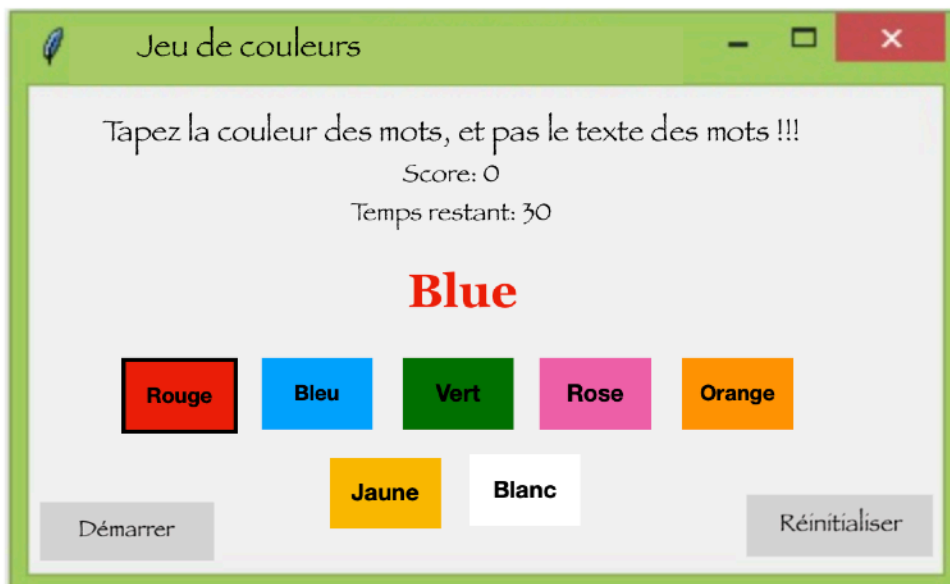 Jeu de couleurs
Tapez la couleur des mots, et pas le texte des mots !!!
Score: 0
Temps restant: 30
Blue
Rouge Bleu Vert Rose Orange
Jaune Blanc
Démarrer Réinitialiser